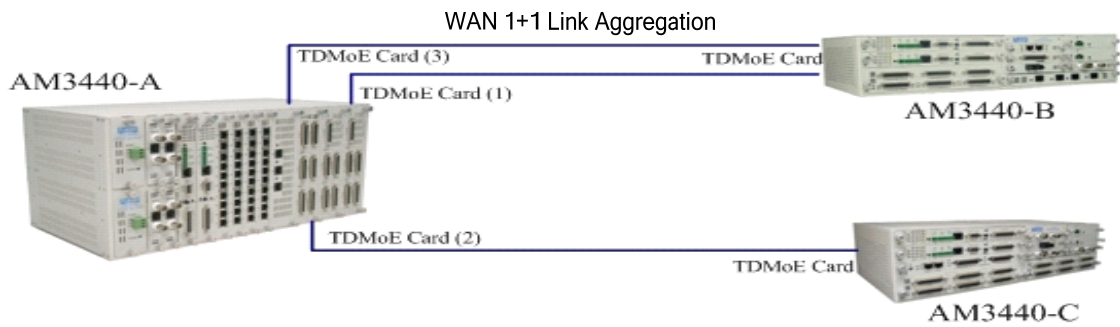 WAN 1+1 Link Aggregation
TDMoE Card (3)
TDMoE Card
AM3440-A
TDMoE Card (1)
AM3440-B
TDMoE Card (2)
TDMoE Card
AM3440-C